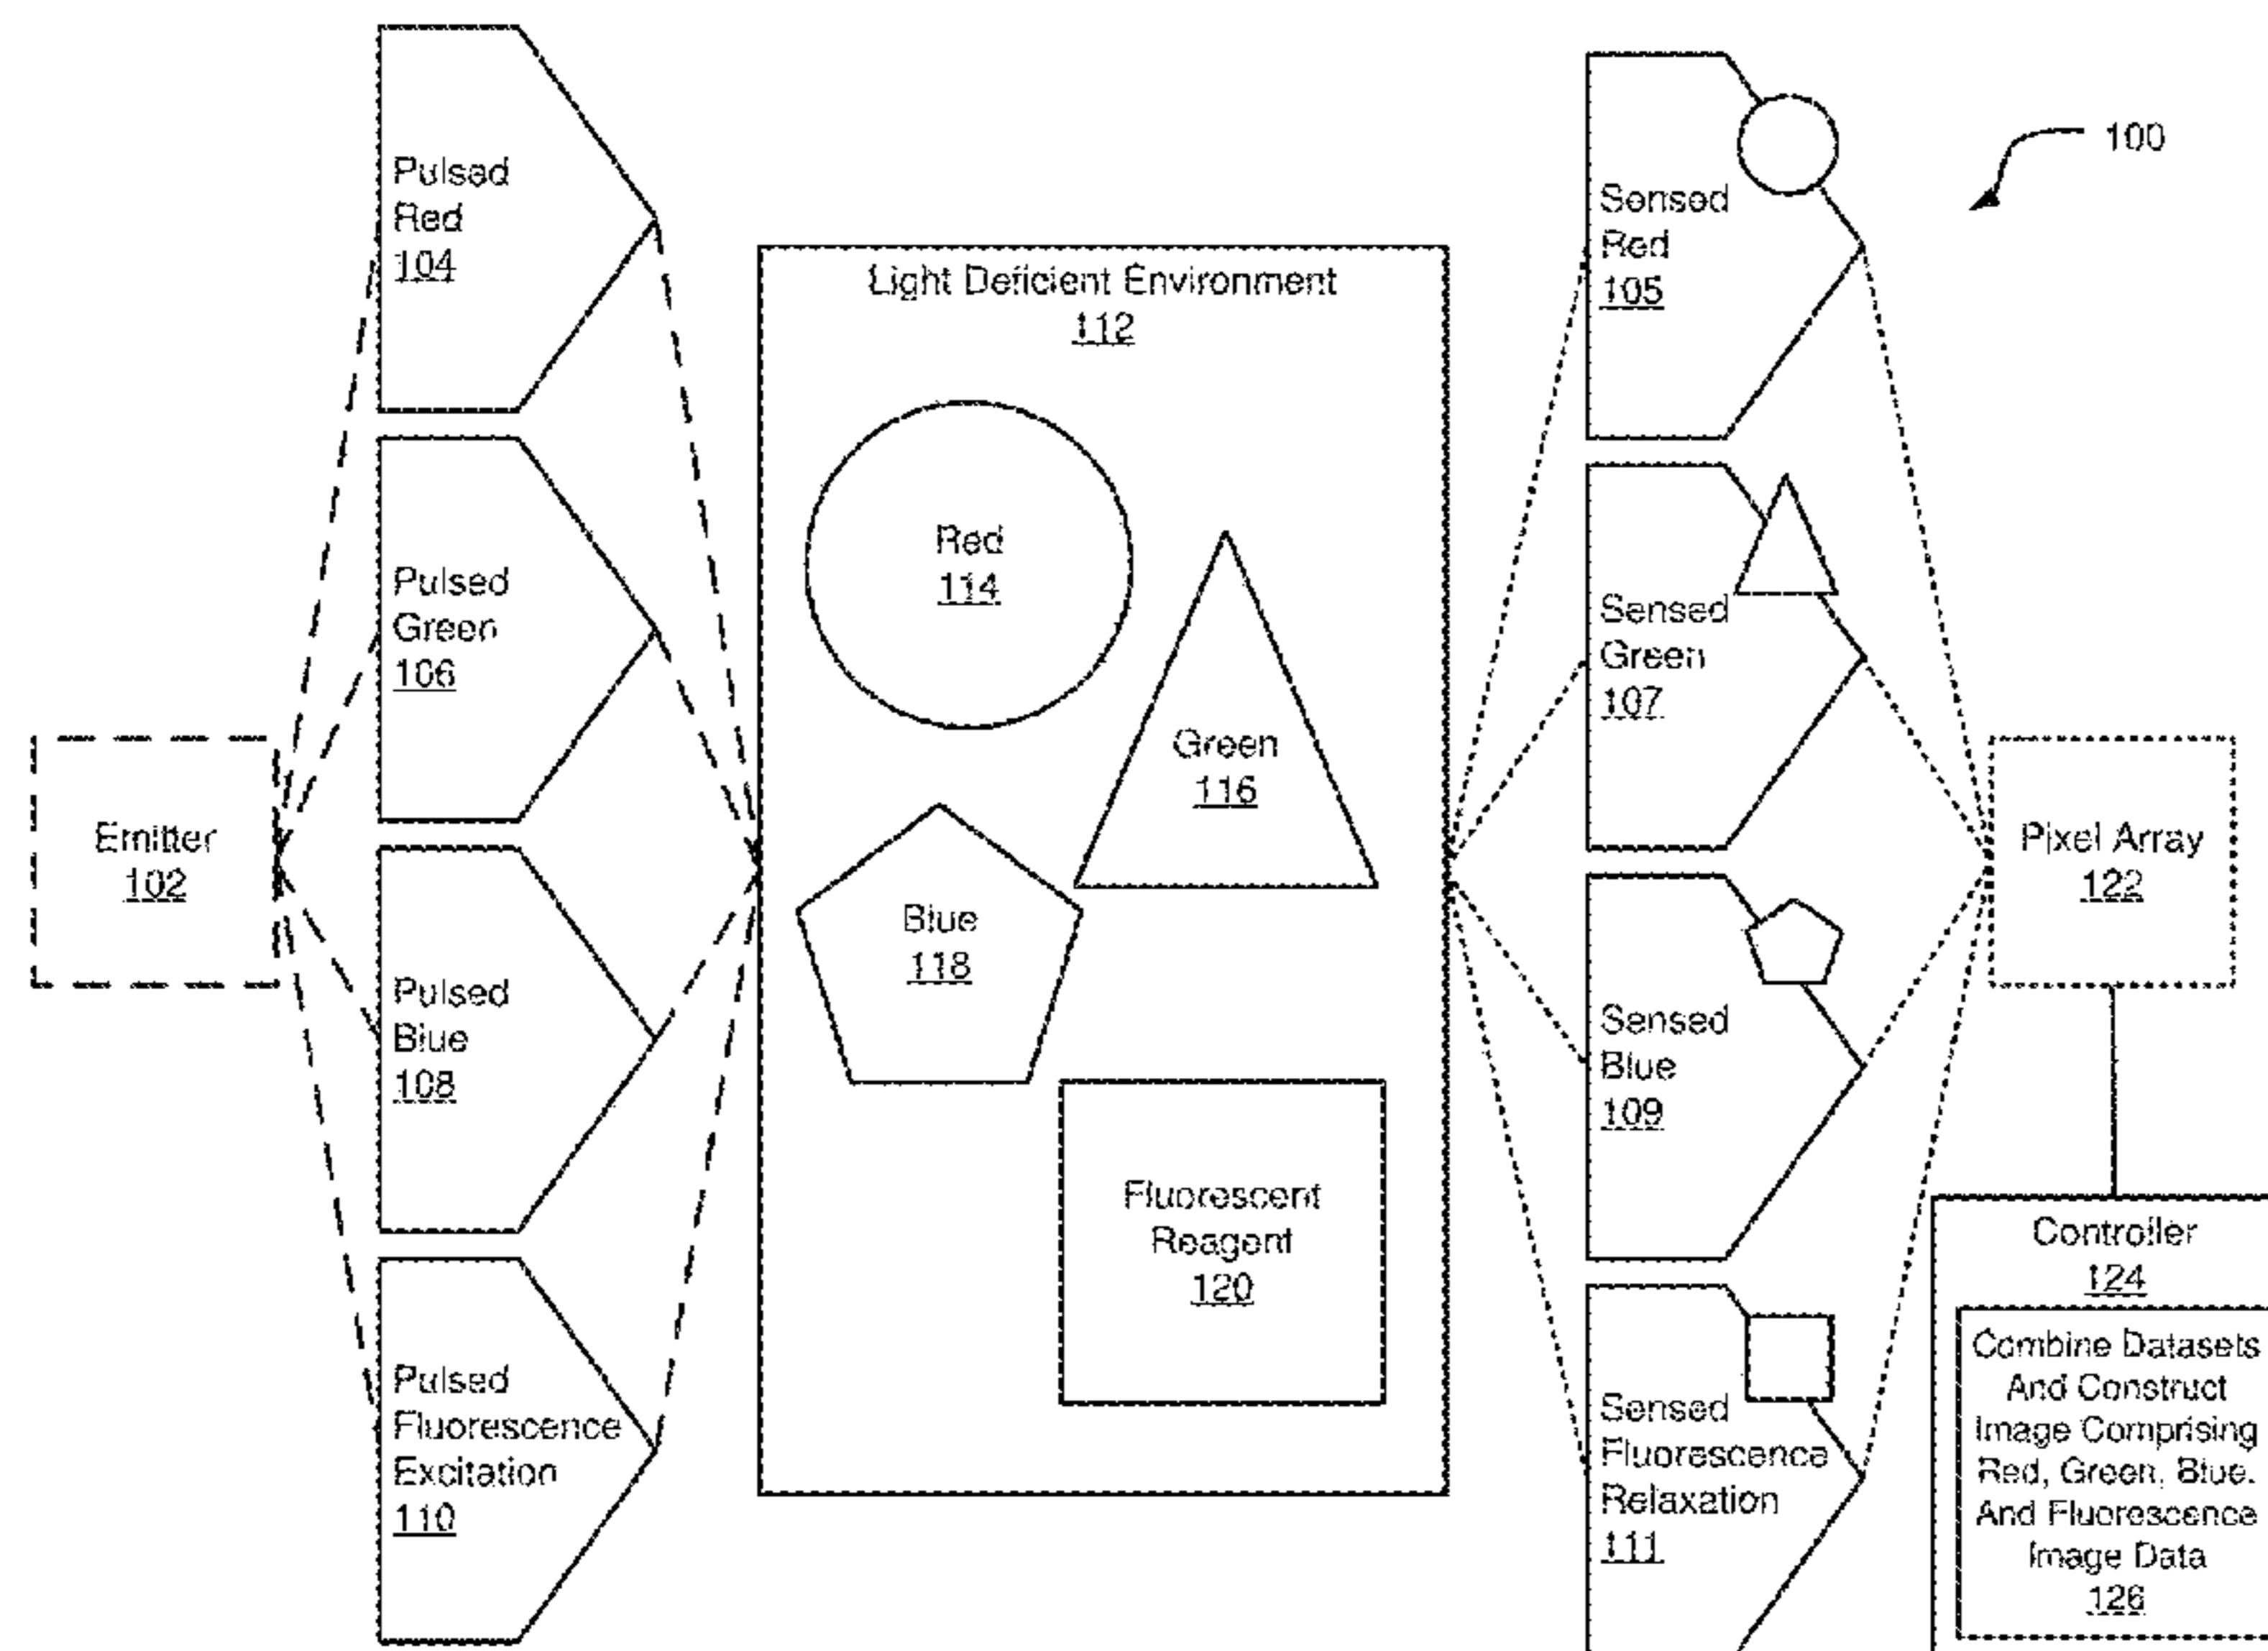 Pulsed
Red
104
Pulsed
Green
106
Emitter
102
Pulsed
Blue
108
Pulsed
Fluorescence
Excitation
110
Light Deficient Environment
112
Red
114
Green
116
Blue
118
Fluorescent
Reagent
120
Sensed
Red
105
Sensed
Green
107
Sensed
Blue
109
Sensed
Fluorescence
Relaxation
111
100
Pixel Array
122
Controller
124
Combine Datasets
And Construct
Image Comprising
Red, Green, Blue.
And Fluorescence
Image Data
126